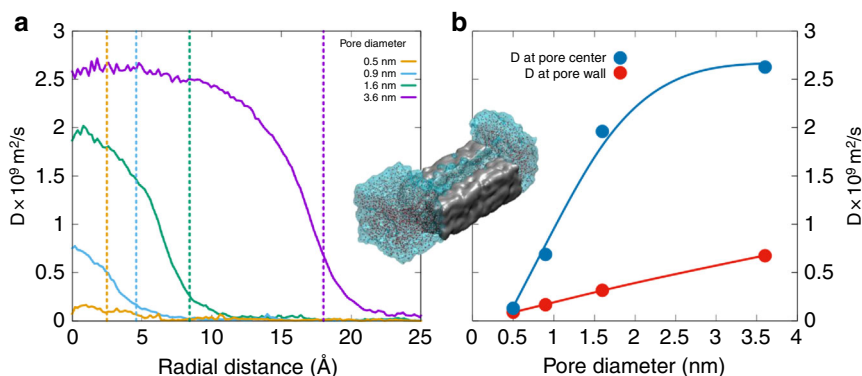 a
D × 10⁹ m²/s
3
2.5
2
1.5
1
0.5
0
0
5
10
15
20
25
Radial distance (Å)
Pore diameter
0.5 nm
0.9 nm
1.6 nm
3.6 nm
b
D at pore center
D at pore wall
3
2.5
2
1.5
1
0.5
0
D × 10⁹ m²/s
0
0.5
1
1.5
2
2.5
3
3.5
4
Pore diameter (nm)